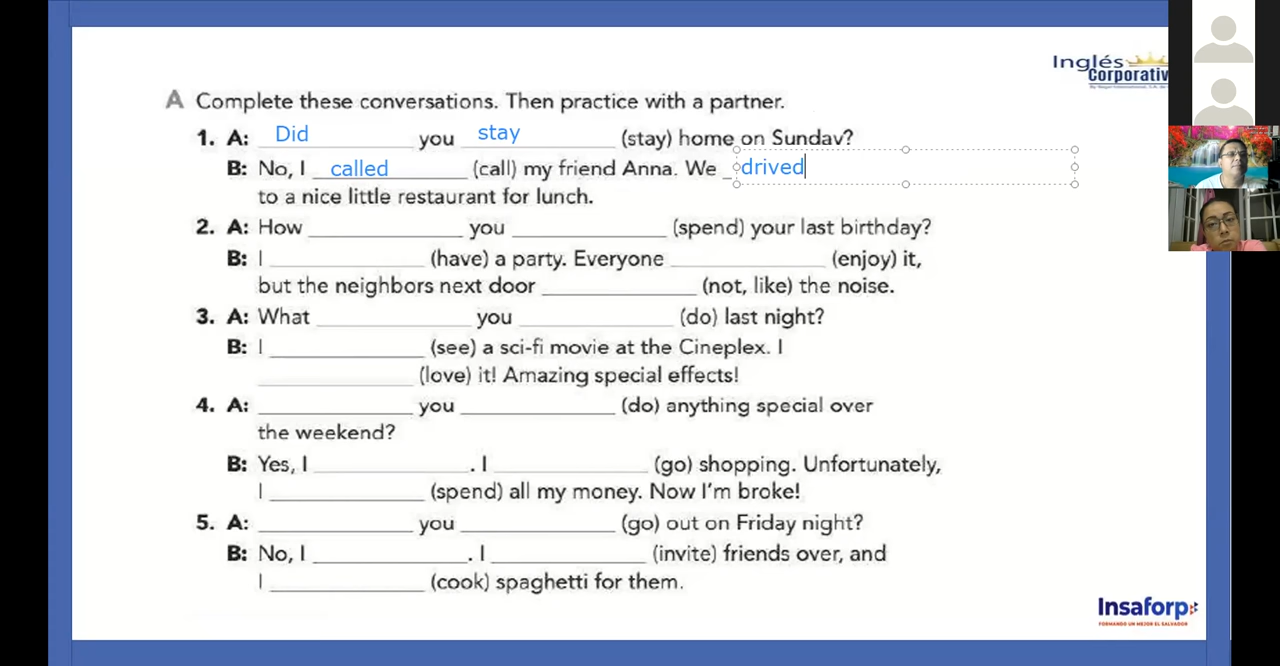 Inglés
Corporativ
A Complete these conversations. Then practice with a partner.
1. A: Did you stay (stay) home on Sunday?
B: No, I called (call) my friend Anna. We drived
to a nice little restaurant for lunch.
2. A: How you (spend) your last birthday?
B: I (have) a party. Everyone (enjoy) it,
but the neighbors next door (not, like) the noise.
3. A: What you (do) last night?
B: I (see) a sci-fi movie at the Cineplex. I
(love) it! Amazing special effects!
4. A: you (do) anything special over
the weekend?
B: Yes, I . I (go) shopping. Unfortunately,
I (spend) all my money. Now I'm broke!
5. A: you (go) out on Friday night?
B: No, I . I (invite) friends over, and
I (cook) spaghetti for them.
Insaforp
FORMANDO UN MEJOR EL SALVADOR